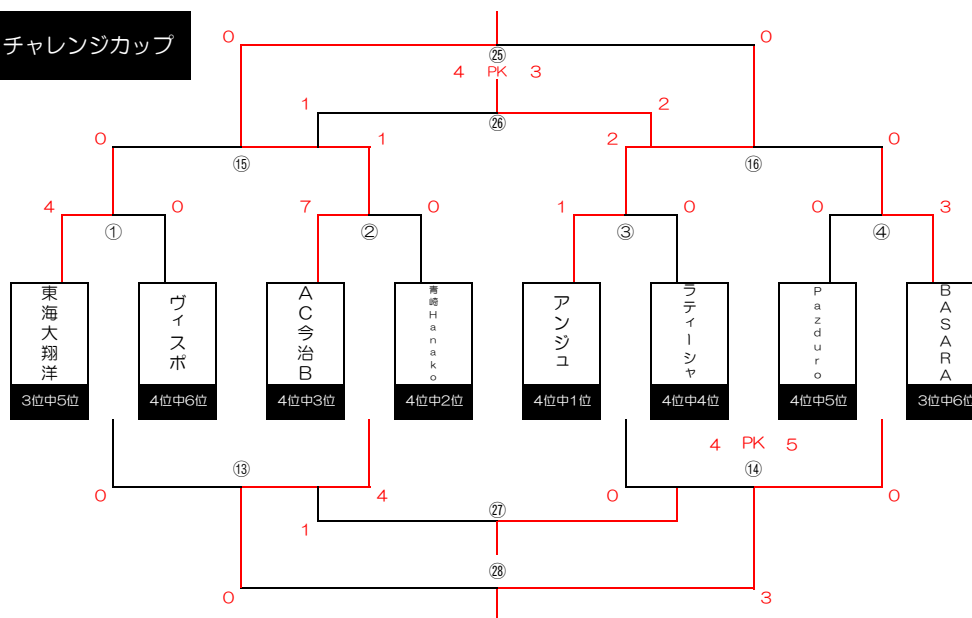 チャレンジカップ
0 0
㉕
4 PK 3
1 2
㉖
0 1 2 0
⑮ ⑯
4 0 7 0 1 0 0 3
① ② ③ ④
東海大翔洋
ヴィスポ
AC今治B
青崎Hanako
アンジュ
ラティーシャ
Pazduro
BASARA
3位中5位 4位中6位 4位中3位 4位中2位 4位中1位 4位中4位 4位中5位 3位中6位
4 PK 5
⑬ ⑭
0 4 0 0
㉗
1
㉘
0 3